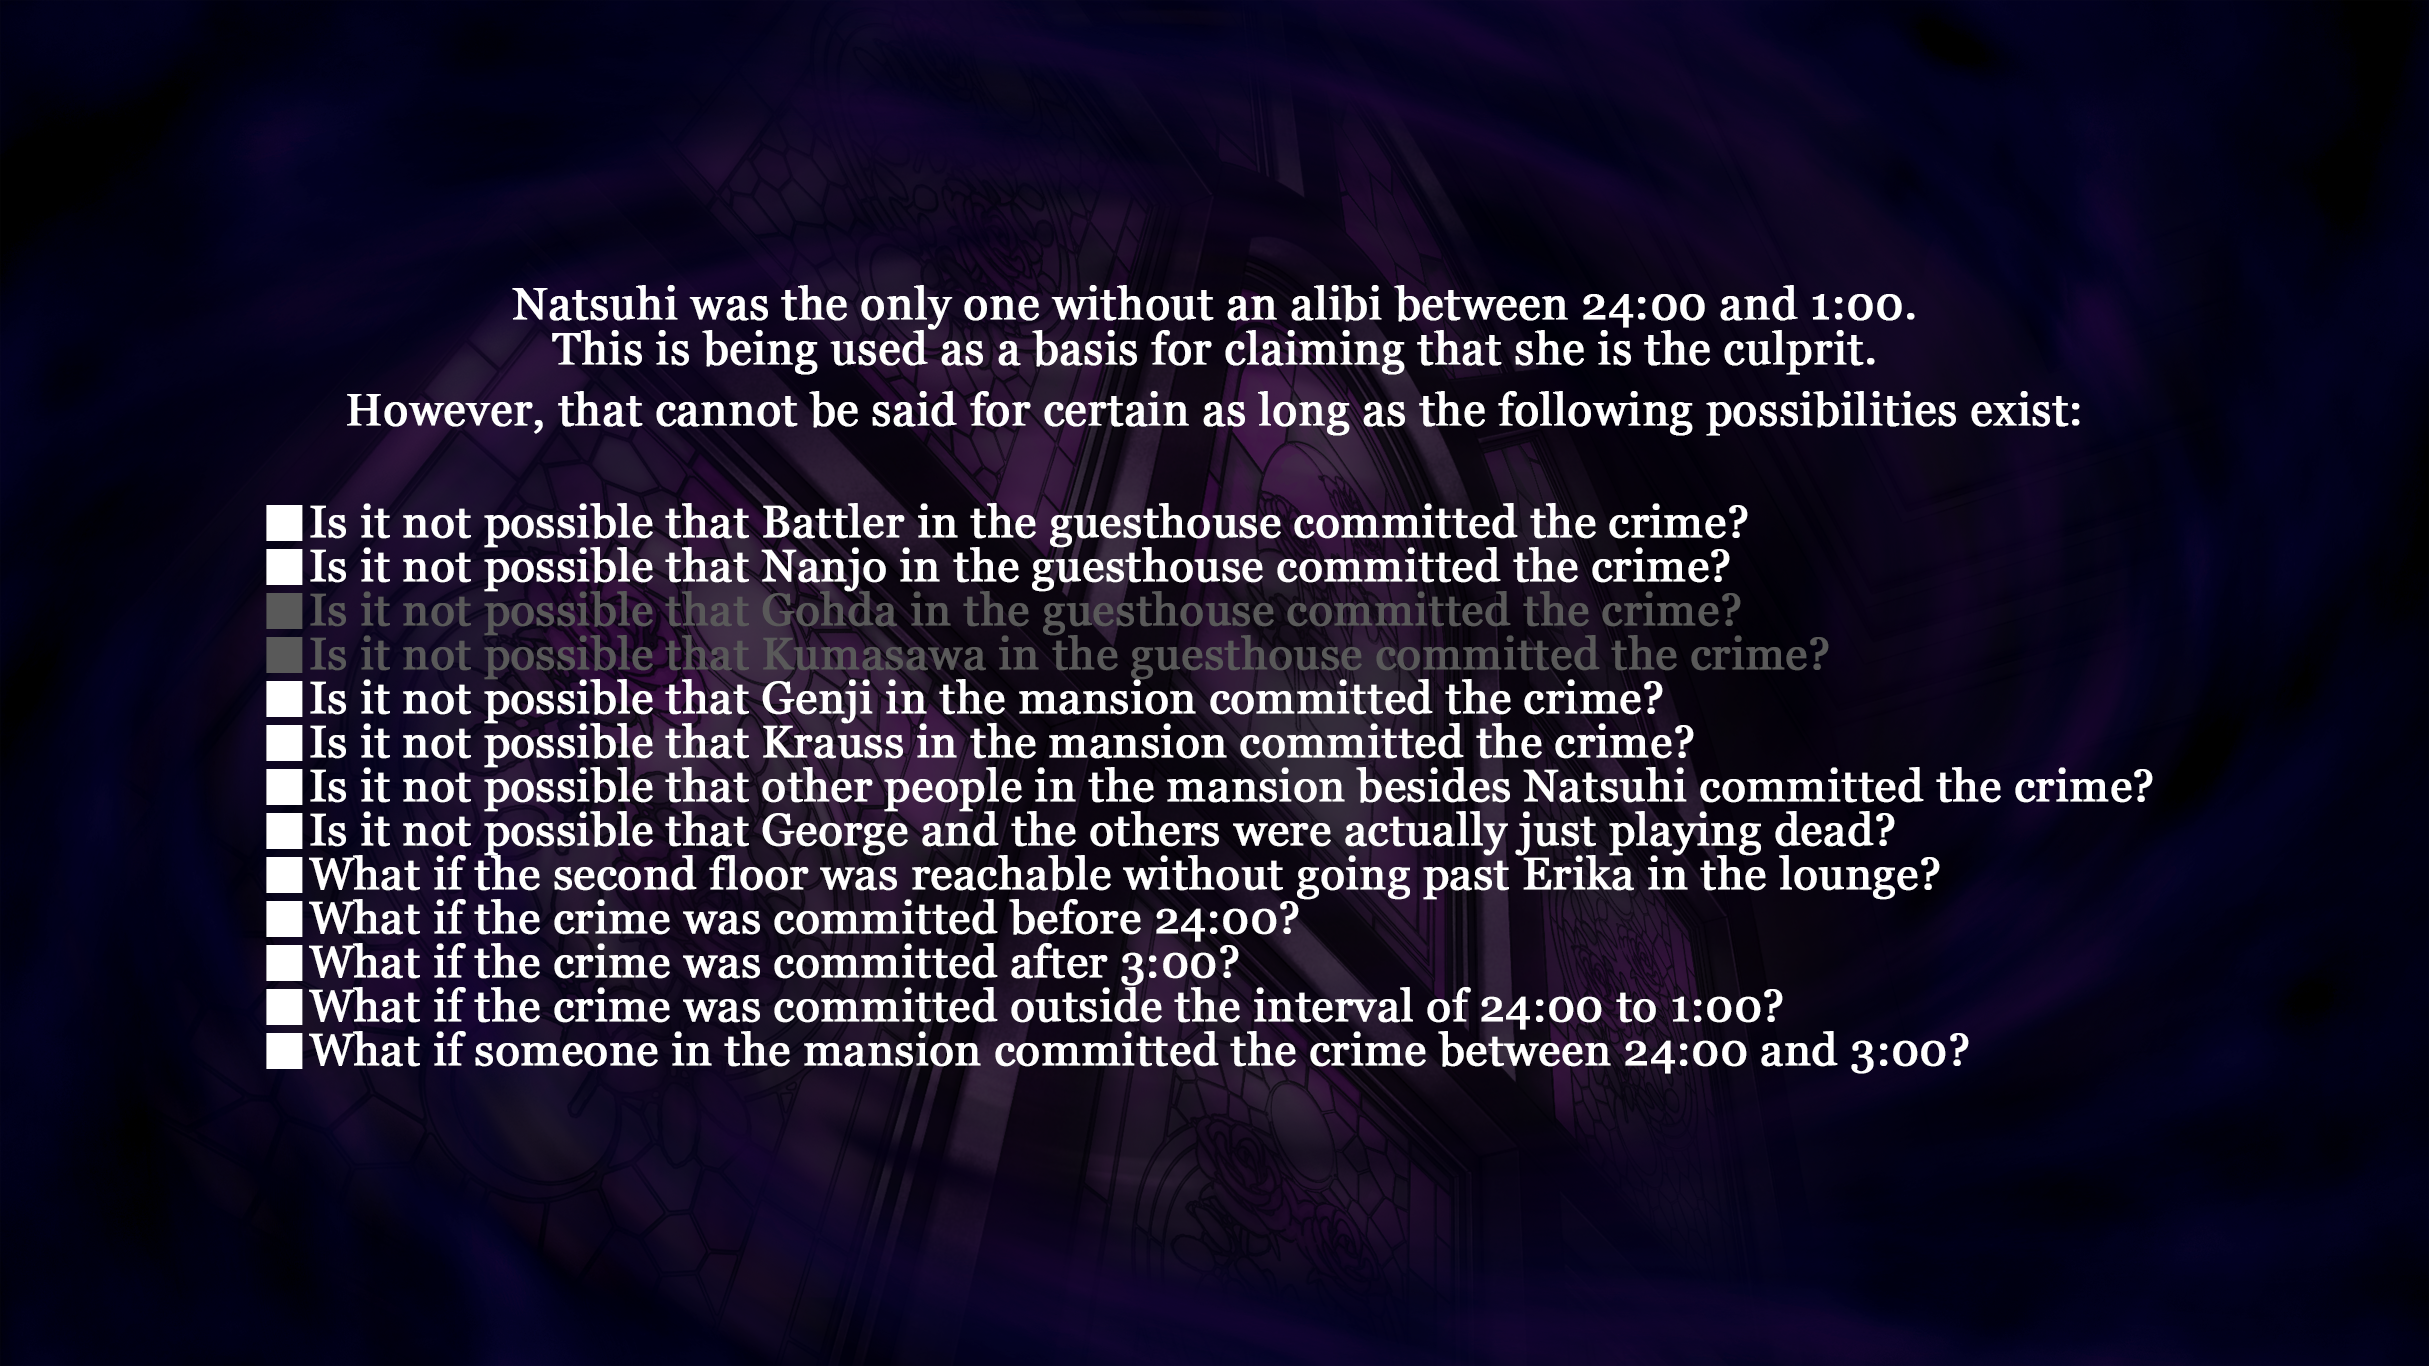 Natsuhi was the only one without an alibi between 24:00 and 1:00.
This is being used as a basis for claiming that she is the culprit.
However, that cannot be said for certain as long as the following possibilities exist:
■Is it not possible that Battler in the guesthouse committed the crime?
■Is it not possible that Nanjo in the guesthouse committed the crime?
■Is it not possible that Gohda in the guesthouse committed the crime?
■Is it not possible that Kumasawa in the guesthouse committed the crime?
■Is it not possible that Genji in the mansion committed the crime?
■Is it not possible that Krauss in the mansion committed the crime?
■Is it not possible that other people in the mansion besides Natsuhi committed the crime?
■Is it not possible that George and the others were actually just playing dead?
■What if the second floor was reachable without going past Erika in the lounge?
■What if the crime was committed before 24:00?
■What if the crime was committed after 3:00?
■What if the crime was committed outside the interval of 24:00 to 1:00?
■What if someone in the mansion committed the crime between 24:00 and 3:00?